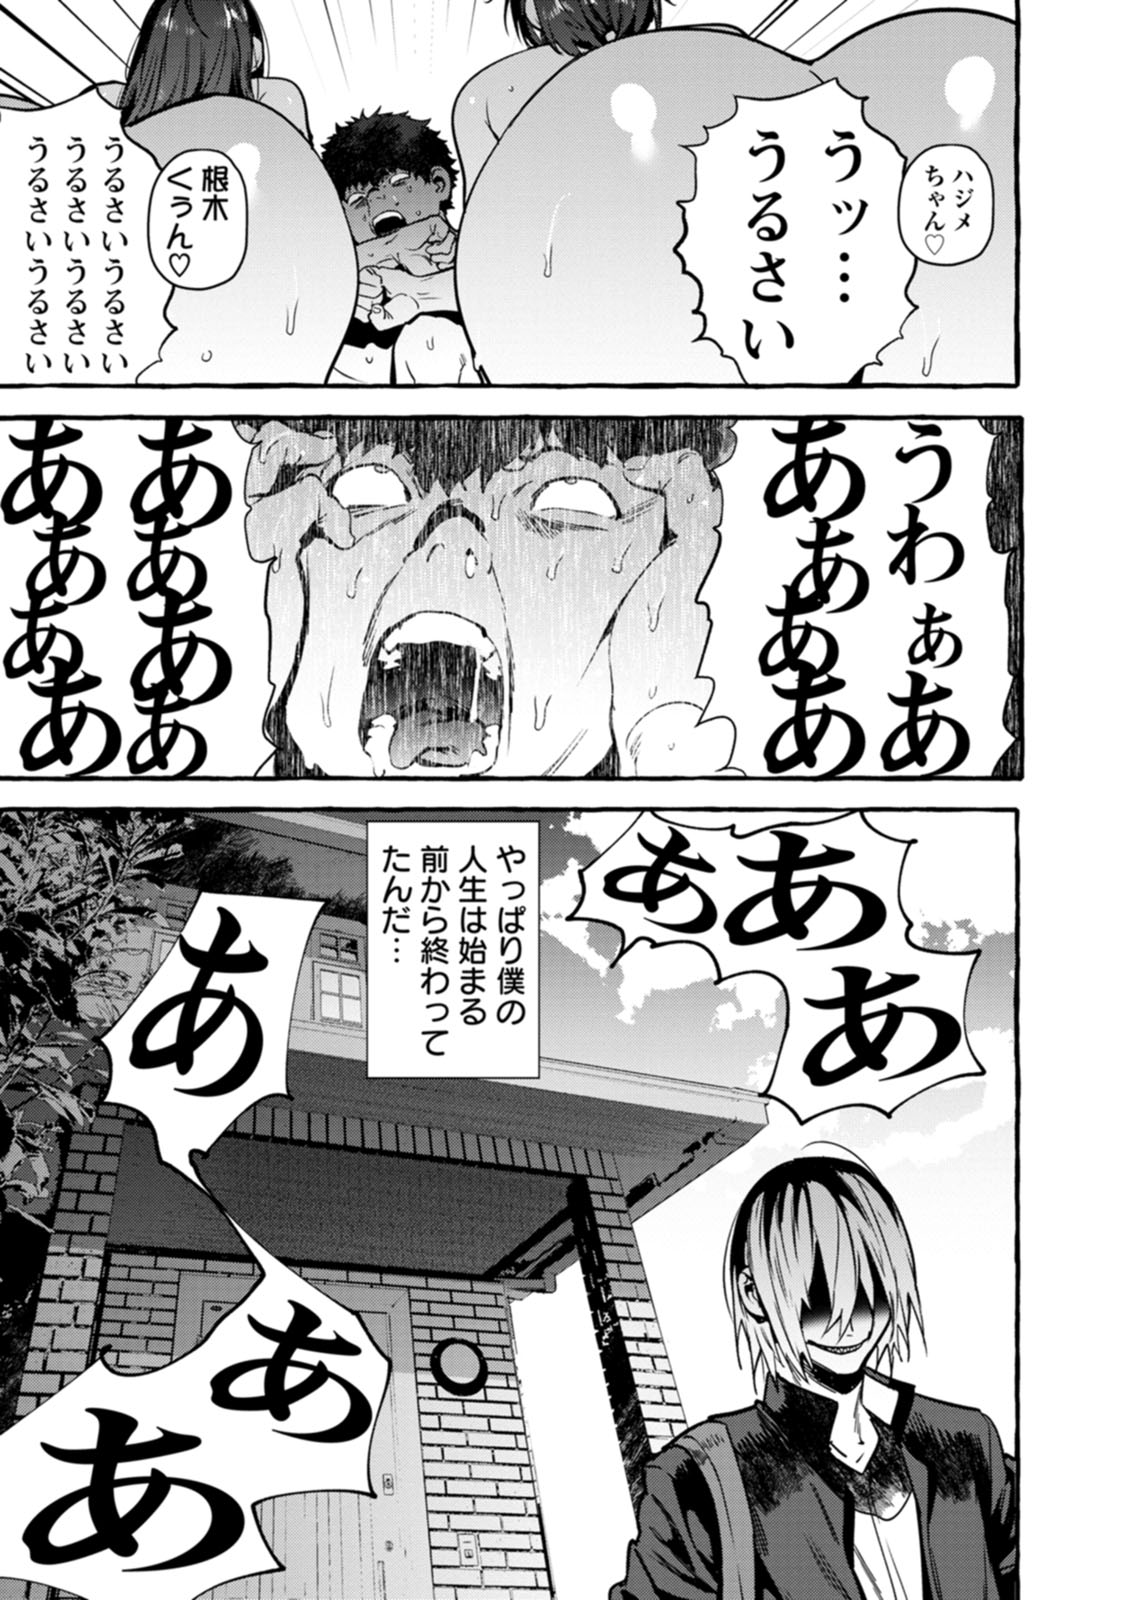 ハジメ
ちゃん♡
うッ…
うるさい
根木
くぅん♡
うるさいうるさい
うるさいうるさい
うるさいうるさい
うわぁあ
あぁあぁ
ああああ
ああああ
ああ
あ
やっぱり僕の
人生は始まる
前から終わって
たんだ…
あ
あ
あ